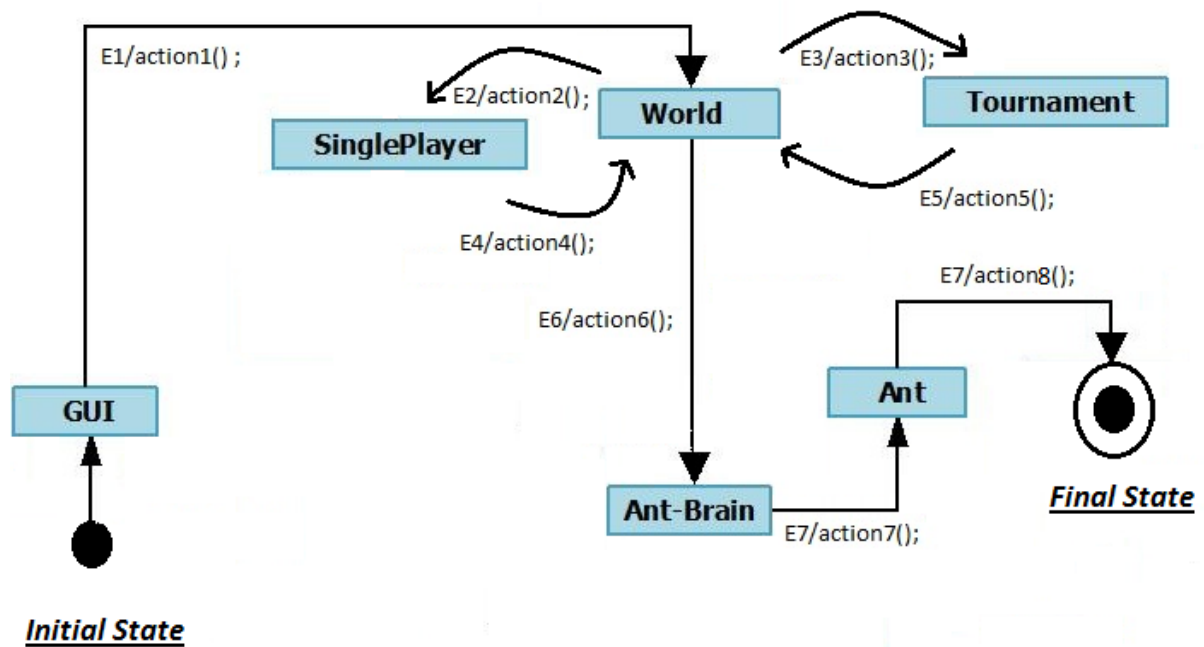 E1/action1() ;
E3/action3();
E2/action2();
World
Tournament
SinglePlayer
E5/action5();
E4/action4();
E7/action8();
E6/action6();
GUI
Ant
Final State
Ant-Brain
E7/action7();
Initial State